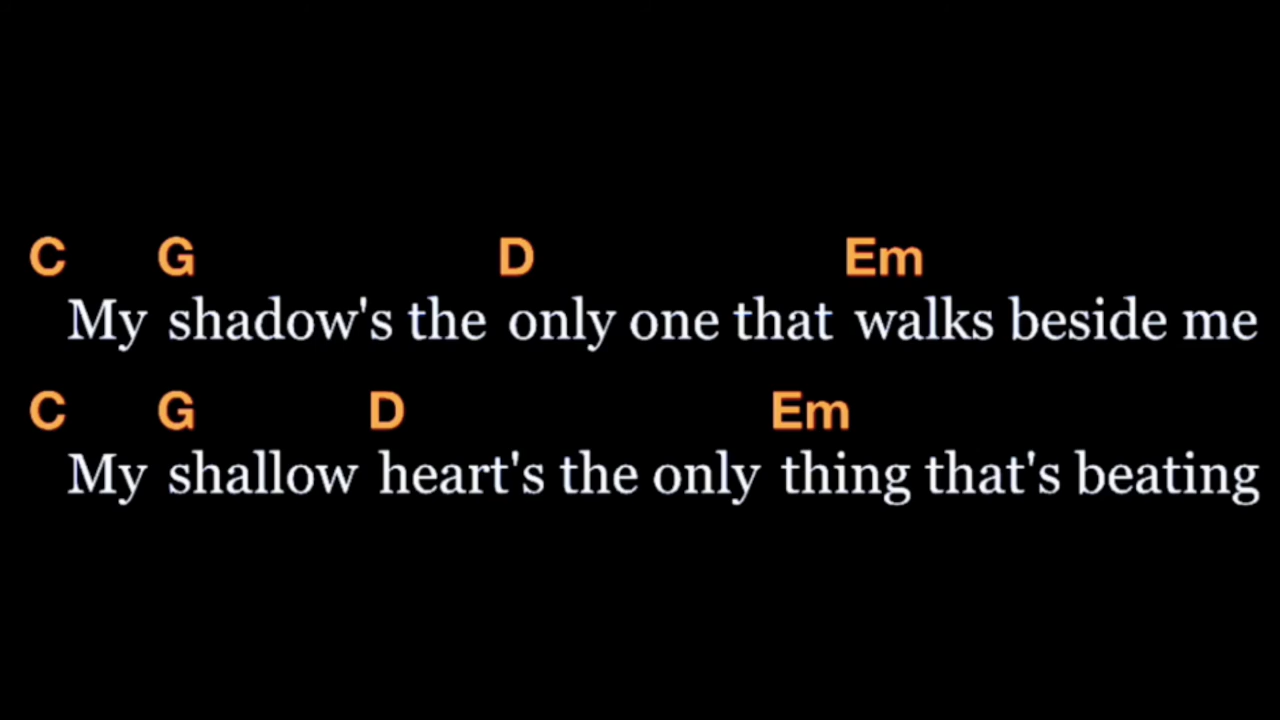 C G D Em
My shadow's the only one that walks beside me
C G D Em
My shallow heart's the only thing that's beating